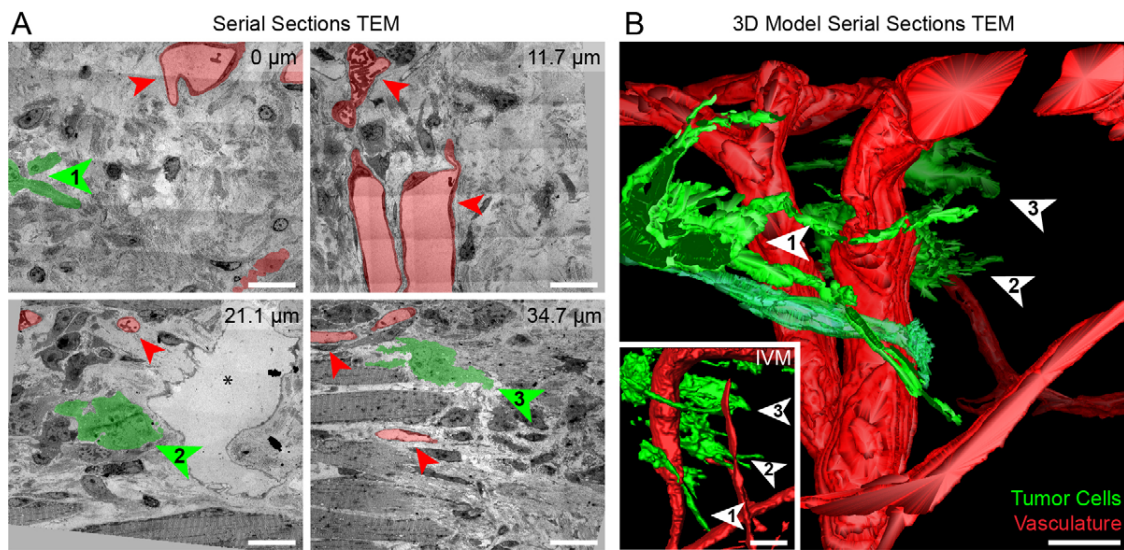 A
Serial Sections TEM
0 µm
1
11.7 µm
21.1 µm
*
2
34.7 µm
3
B
3D Model Serial Sections TEM
3
1
2
IVM
3
2
1
Tumor Cells
Vasculature